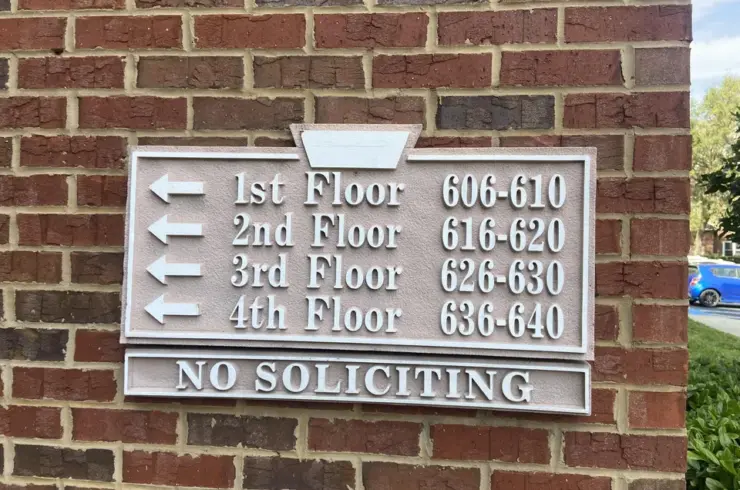 ← 1st Floor 606-610
← 2nd Floor 616-620
← 3rd Floor 626-630
← 4th Floor 636-640
NO SOLICITING